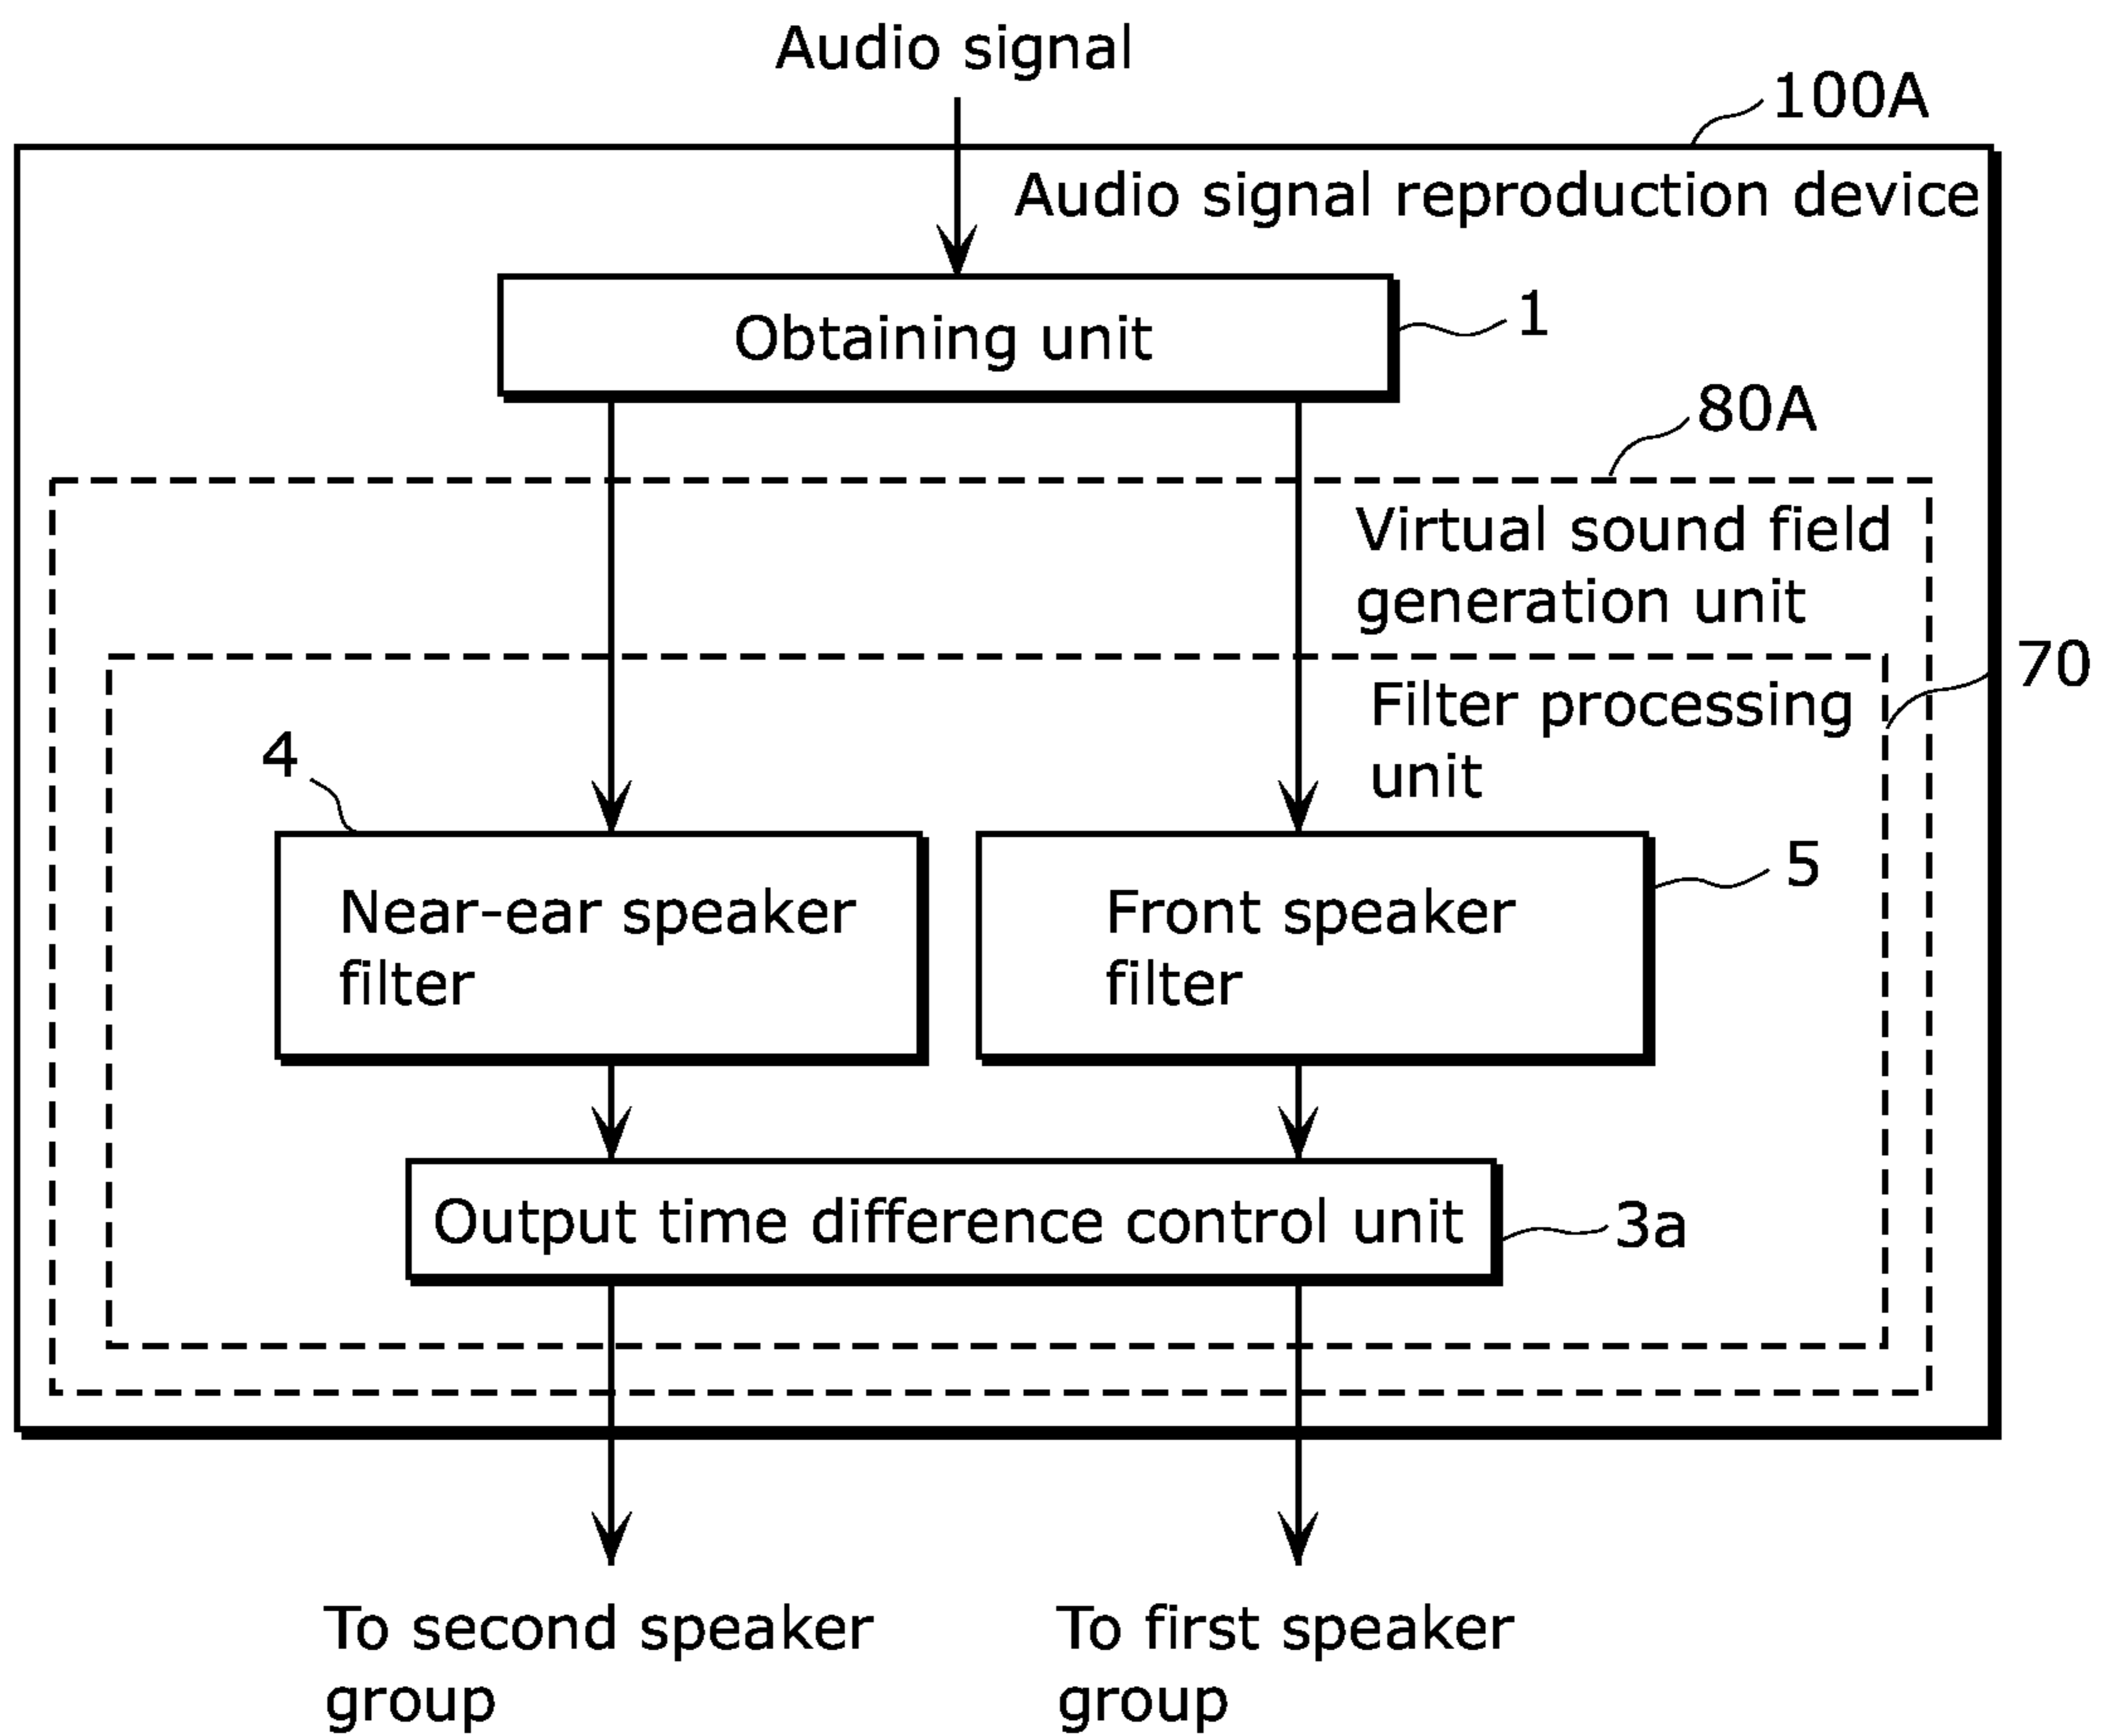 Audio signal
100A
Audio signal reproduction device
Obtaining unit
1
80A
Virtual sound field
generation unit
70
Filter processing
unit
4
5
Near-ear speaker
filter
Front speaker
filter
Output time difference control unit
3a
To second speaker
group
To first speaker
group